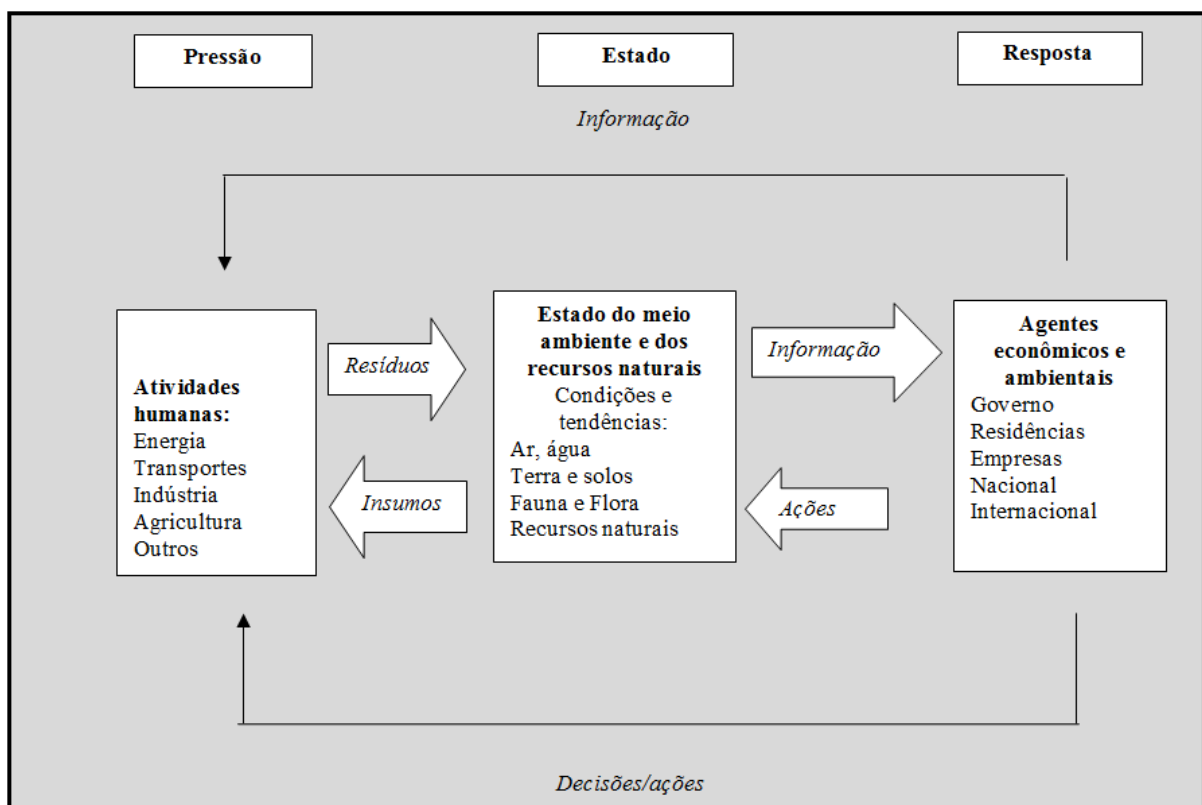 Pressão
Estado
Resposta
Informação
Atividades
humanas:
Energia
Transportes
Indústria
Agricultura
Outros
Resíduos
Insumos
Estado do meio
ambiente e dos
recursos naturais
Condições e
tendências:
Ar, água
Terra e solos
Fauna e Flora
Recursos naturais
Informação
Ações
Agentes
econômicos e
ambientais
Governo
Residências
Empresas
Nacional
Internacional
Decisões/ações